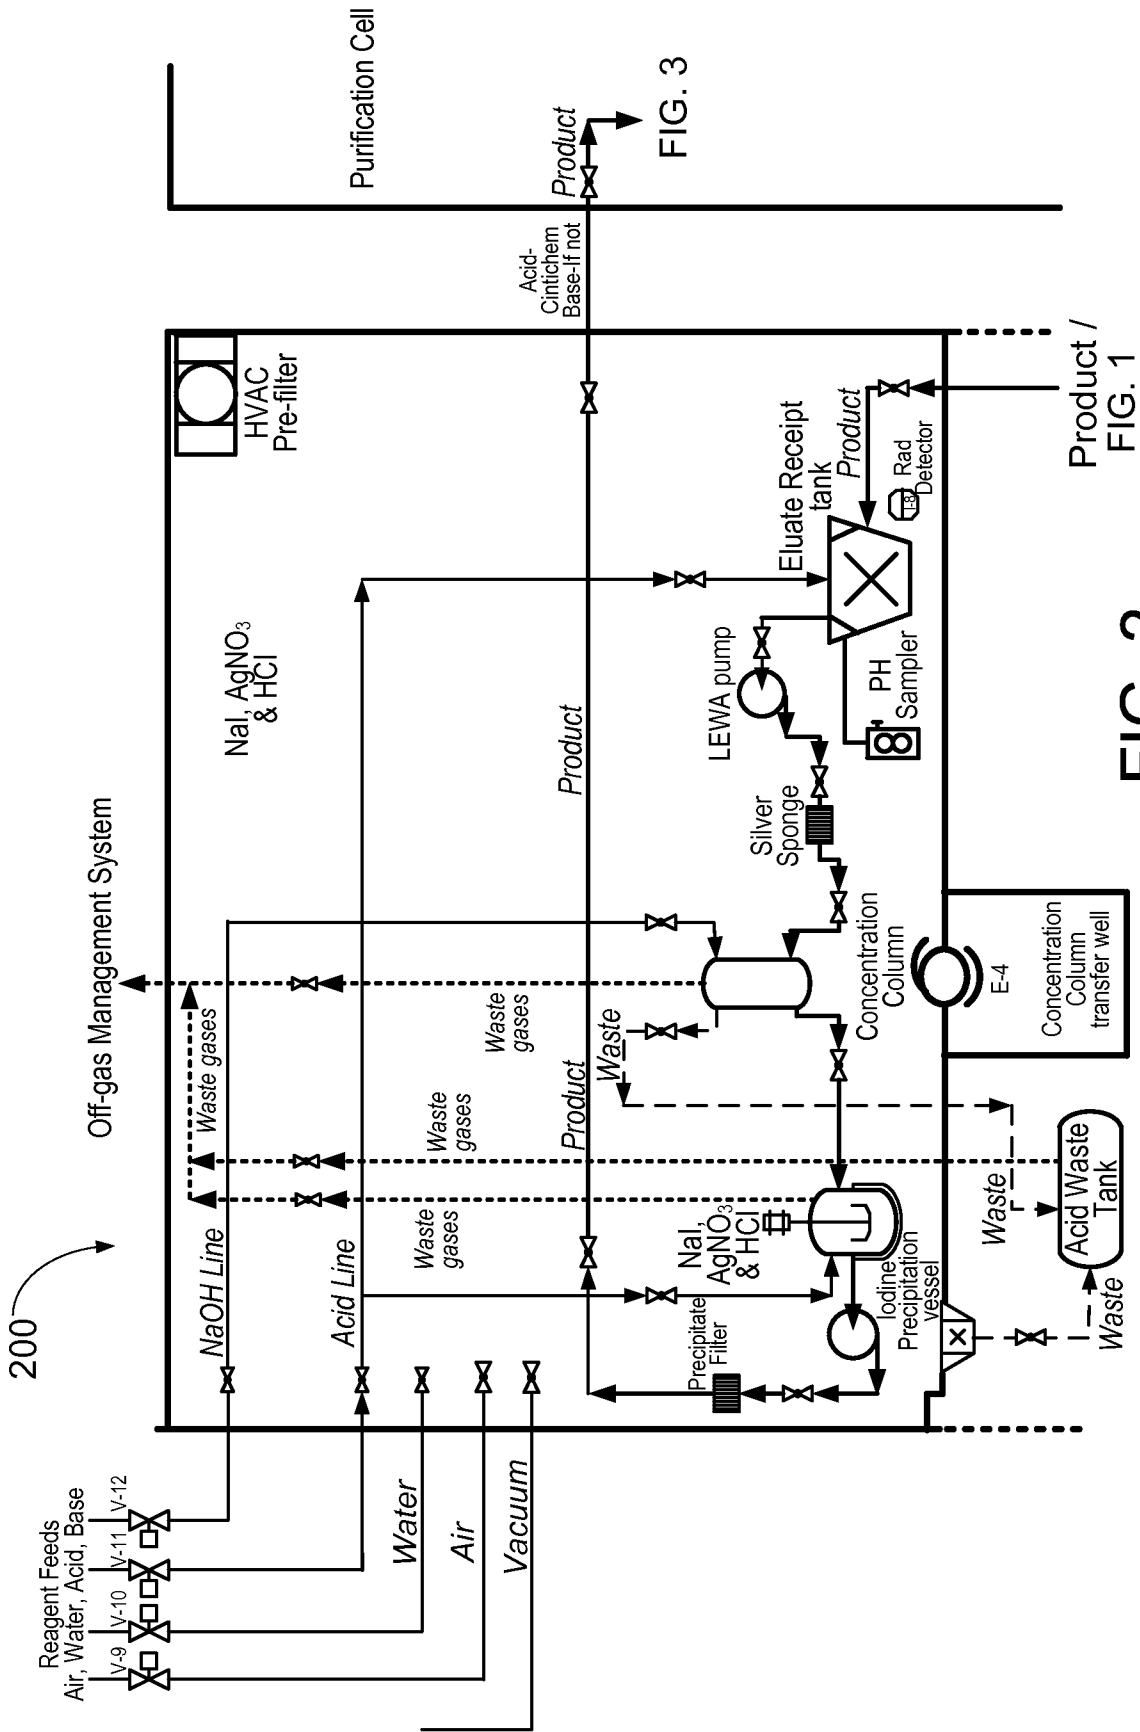 200
Off-gas Management System
Reagent Feeds
Air, Water, Acid, Base
V-9
V-10
V-11
V-12
NaOH Line
Acid Line
Water
Air
Vacuum
Waste gases
Waste
gases
Waste
gases
Waste
gases
NaI, AgNO3
& HCl
HVAC
Pre-filter
Purification Cell
Product
Product
Acid-
Cintichem
Base-If not
Product
FIG. 3
NaI,
AgNO3
& HCl
Precipitate
Filter
Iodine
Precipitation
vessel
Waste
Concentration
Column
Silver
Sponge
LEWA pump
PH
Sampler
Eluate Receipt
tank
Product
Rad
Detector
I-8
Product /
FIG. 1
Waste
Acid Waste
Tank
Waste
E-4
Concentration
Column
transfer well